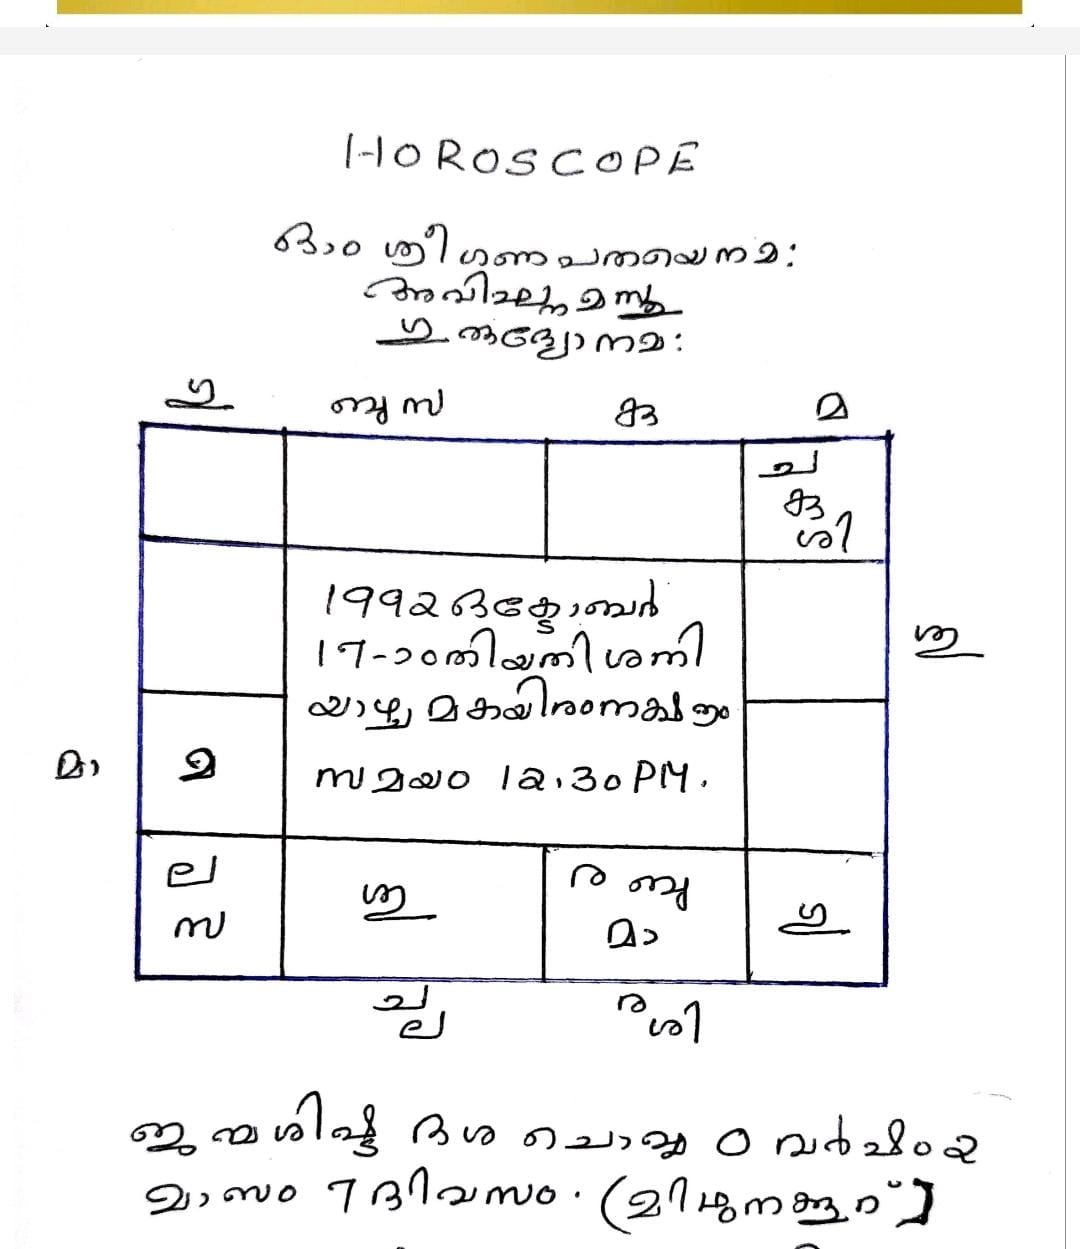 HOROSCOPE
ഓം ശ്രീ ഗണപതയെ നമ:
അവിഘ്നമസ്തു
ഗുരുഭ്യോ നമ:
ഗു ബുസ കു മ
ച
കു
ശി
1992 ഒക്ടോബർ
17-ാംതിയതി ശനി
യാഴ്ച മകയിരംനക്ഷത്രം
സമയം 12.30 PM.
ശു
മാ മ
ല
സ
ശു
ര ബു
മാ
ഗു
ച
ല
ര
ശി
ദശ ചൊവ്വ 0 വർഷം 2
മാസം 7 ദിവസം. (മിഥുനക്കൂറ്)